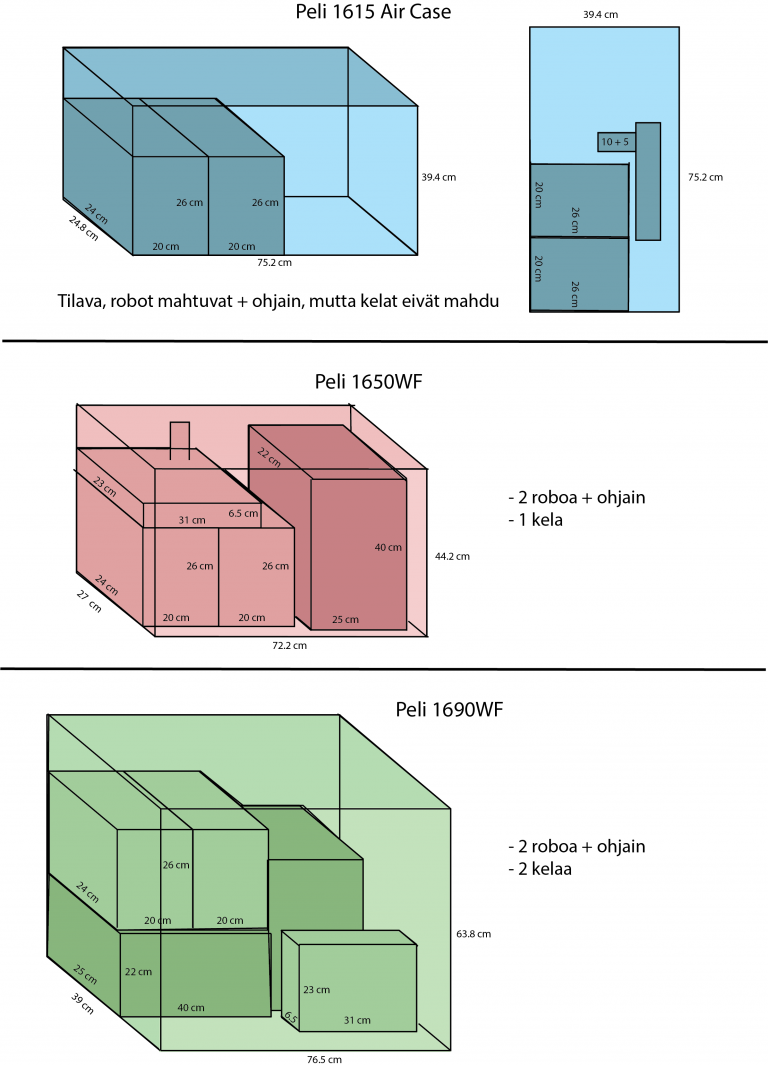 Peli 1615 Air Case
39.4 cm
10 + 5
39.4 cm
75.2 cm
26 cm
26 cm
24 cm
24.8 cm
20 cm
20 cm
75.2 cm
20 cm
26 cm
20 cm
26 cm
Tilava, robot mahtuvat + ohjain, mutta kelat eivät mahdu
Peli 1650WF
22 cm
23 cm
31 cm
6.5 cm
- 2 roboa + ohjain
- 1 kela
40 cm
44.2 cm
26 cm
26 cm
24 cm
27 cm
20 cm
20 cm
25 cm
72.2 cm
Peli 1690WF
- 2 roboa + ohjain
- 2 kelaa
26 cm
24 cm
20 cm
20 cm
63.8 cm
25 cm
22 cm
39 cm
40 cm
23 cm
6.5
31 cm
76.5 cm